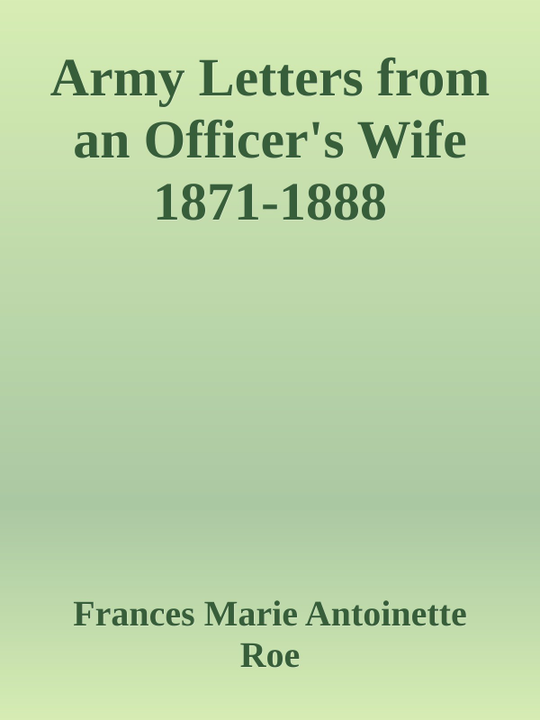 Army Letters from
an Officer's Wife
1871-1888
Frances Marie Antoinette
Roe